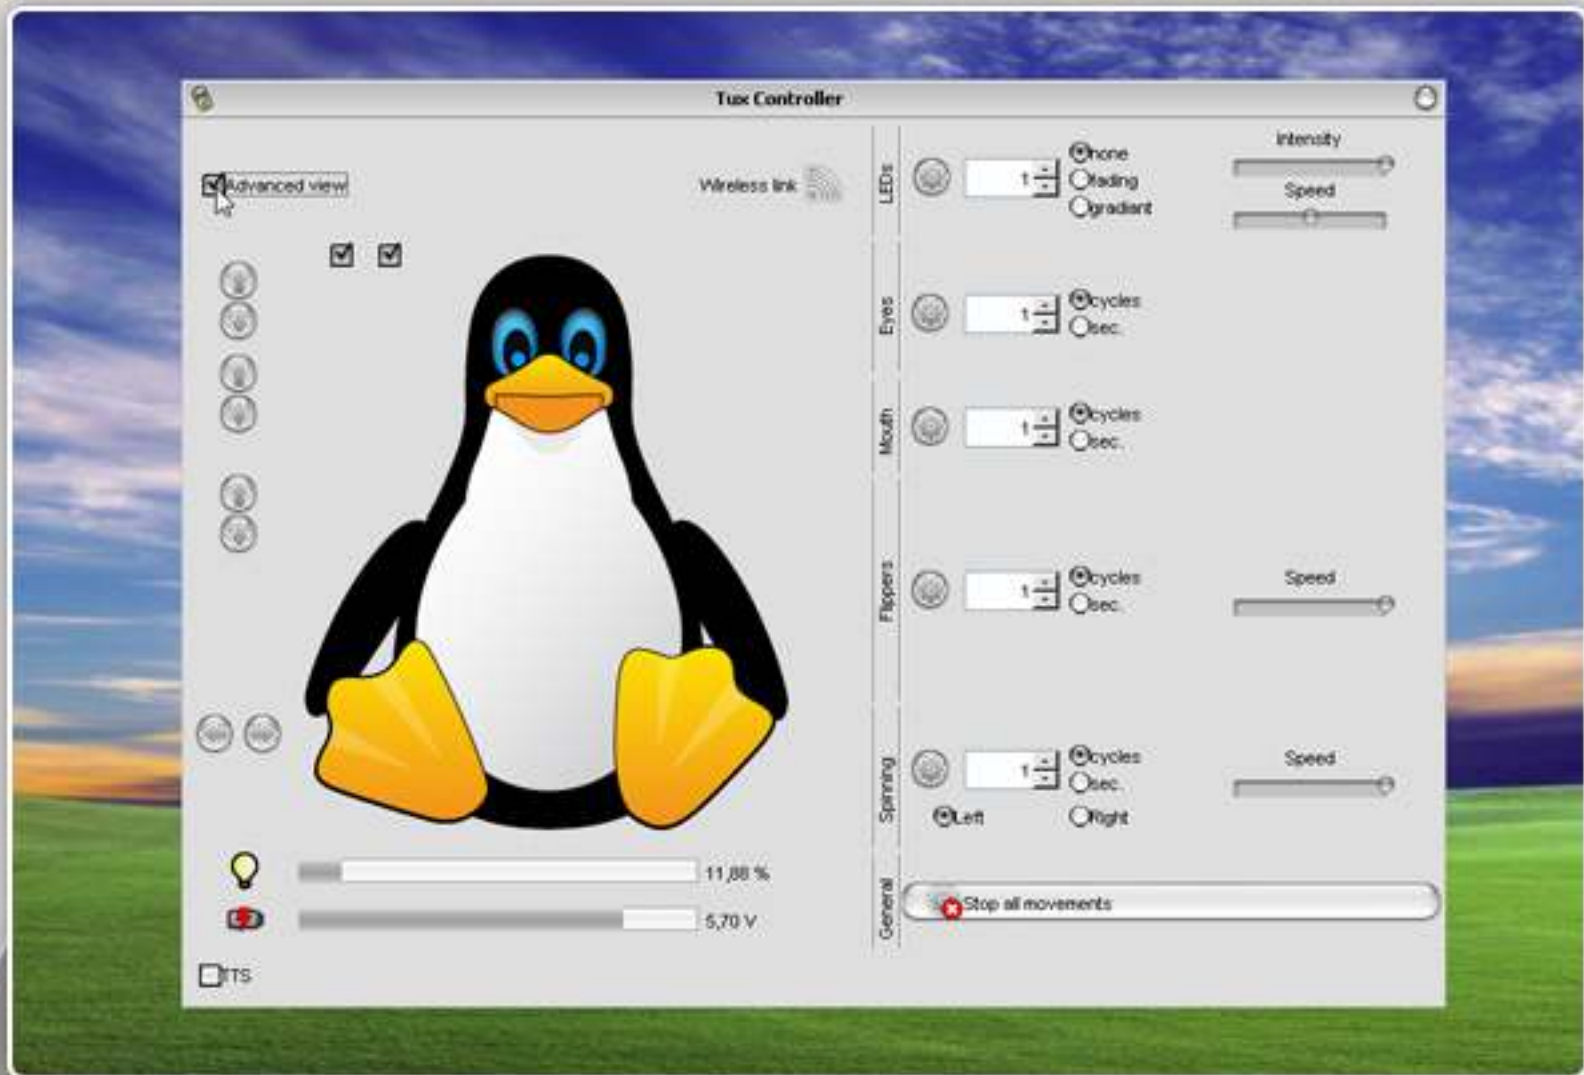 Tux Controller
Advanced view
Wireless link
11,88 %
5,70 V
TTS
LEDs
1
none
fading
gradiant
Intensity
Speed
Eyes
1
cycles
sec.
Mouth
1
cycles
sec.
Flippers
1
cycles
sec.
Speed
Spinning
1
cycles
sec.
Left
Right
Speed
General
Stop all movements